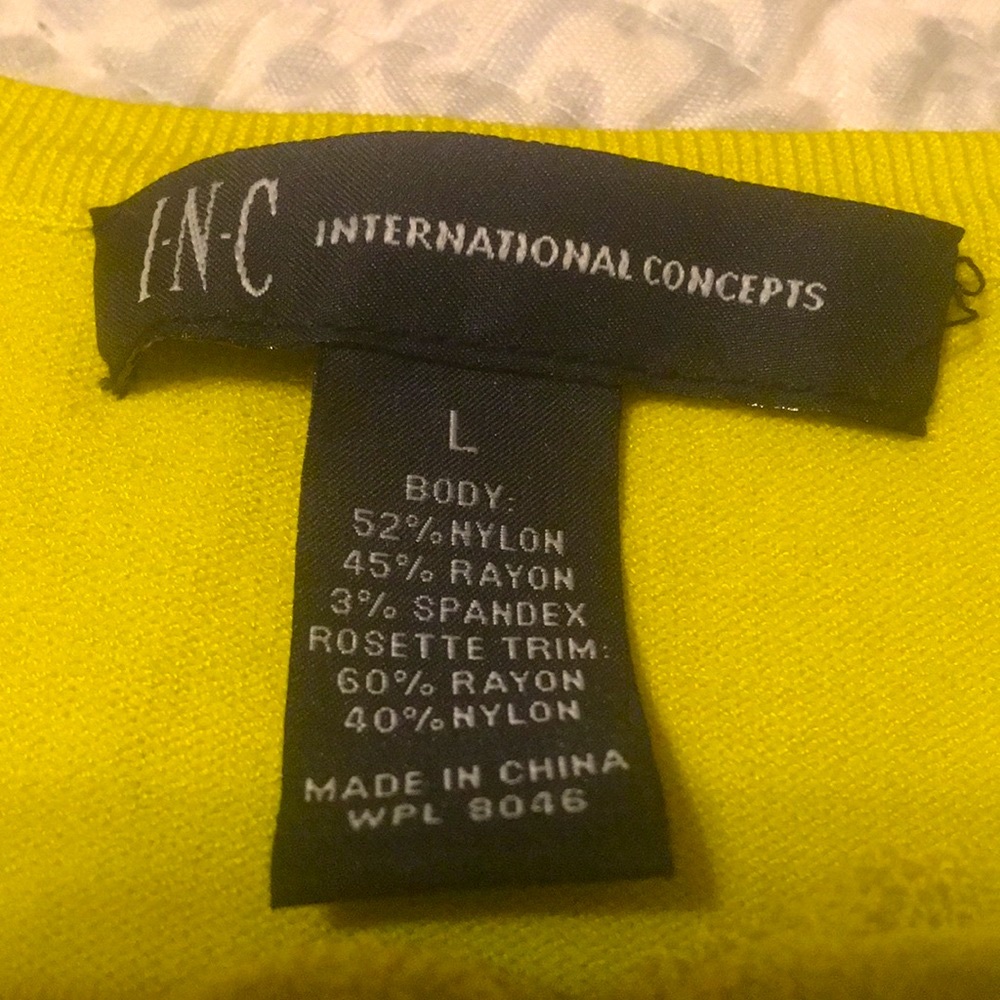 I·N·C INTERNATIONAL CONCEPTS
L
BODY:
52% NYLON
45% RAYON
3% SPANDEX
ROSETTE TRIM:
60% RAYON
40% NYLON
MADE IN CHINA
WPL 8046